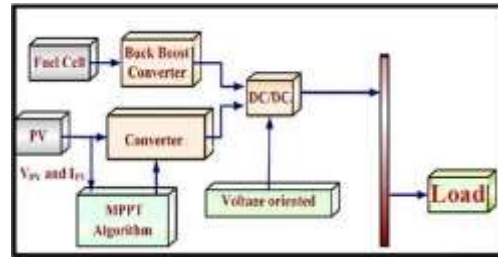 Fuel Cell
Buck Boost
Converter
DC/DC
PV
Converter
VPV and IPV
MPPT
Algorithm
Voltage oriented
Load